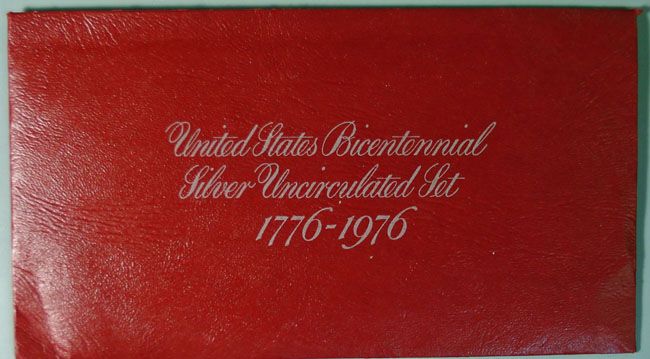 United States Bicentennial
Silver Uncirculated Set
1776-1976